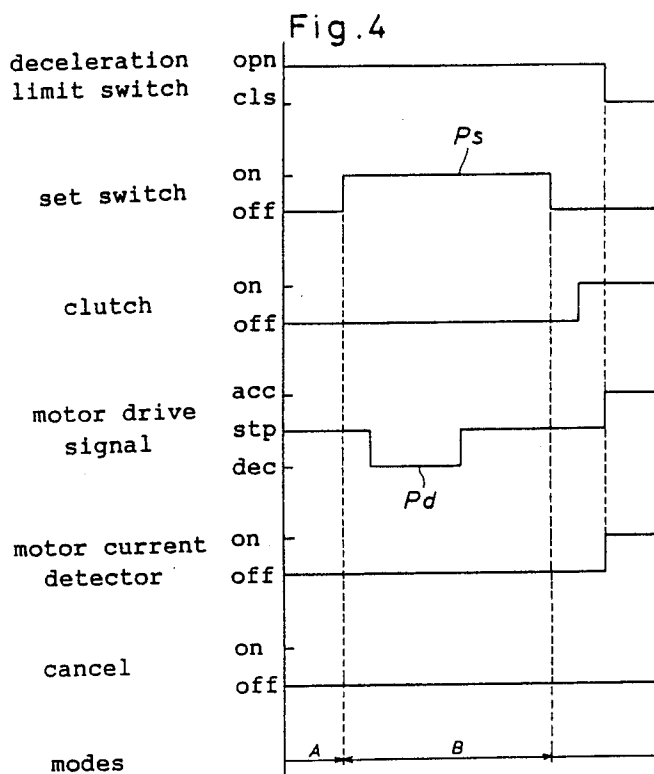 Fig.4
deceleration
limit switch
opn
cls
set switch
on
off
Ps
clutch
on
off
motor drive
signal
acc
stp
dec
Pd
motor current
detector
on
off
cancel
on
off
modes
A
B